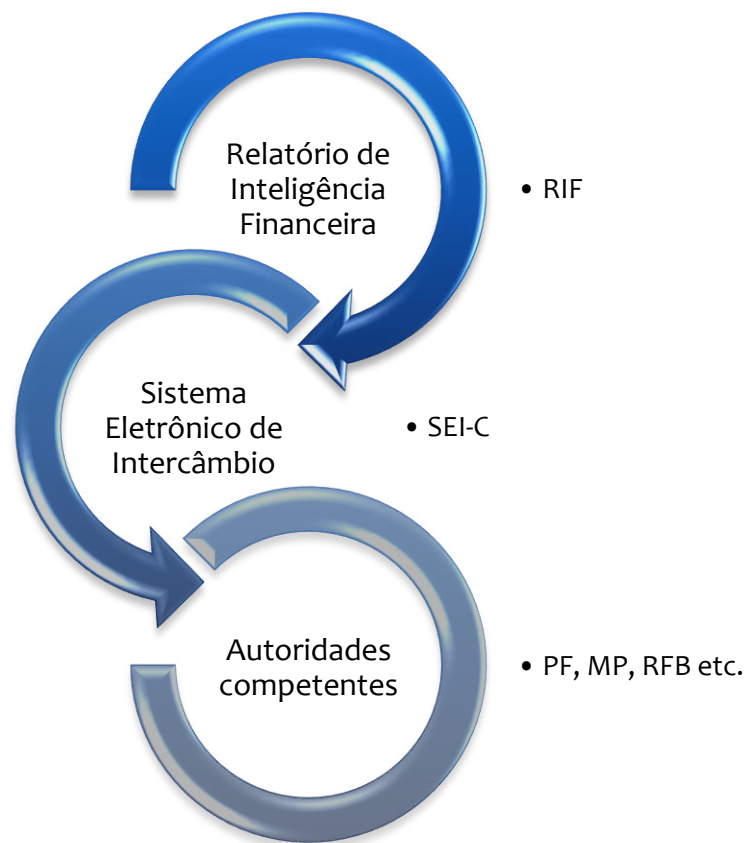 Relatório de
Inteligência
Financeira
• RIF
Sistema
Eletrônico de
Intercâmbio
• SEI-C
Autoridades
competentes
• PF, MP, RFB etc.